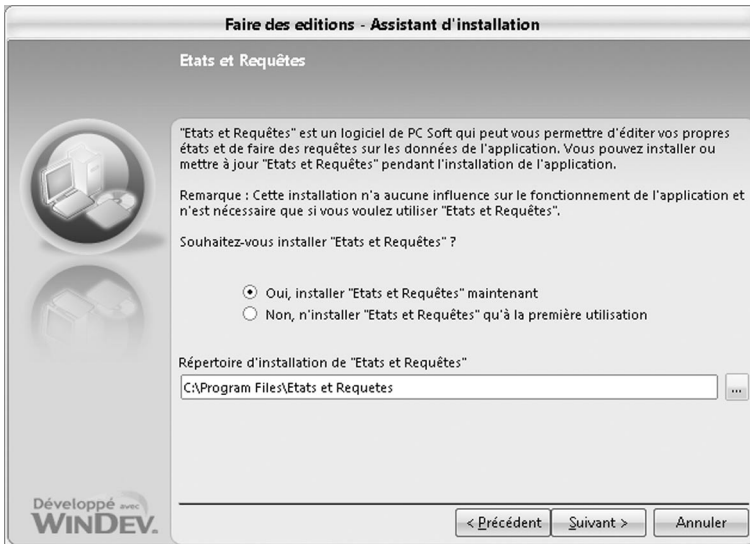 Faire des editions - Assistant d'installation
Etats et Requêtes
"Etats et Requêtes" est un logiciel de PC Soft qui peut vous permettre d'éditer vos propres
états et de faire des requêtes sur les données de l'application. Vous pouvez installer ou
mettre à jour "Etats et Requêtes" pendant l'installation de l'application.
Remarque : Cette installation n'a aucune influence sur le fonctionnement de l'application et
n'est nécessaire que si vous voulez utiliser "Etats et Requêtes".
Souhaitez-vous installer "Etats et Requêtes" ?
Oui, installer "Etats et Requêtes" maintenant
Non, n'installer "Etats et Requêtes" qu'à la première utilisation
Répertoire d'installation de "Etats et Requêtes"
C:\Program Files\Etats et Requetes
...
Développé avec
WINDEV.
< Précédent
Suivant >
Annuler